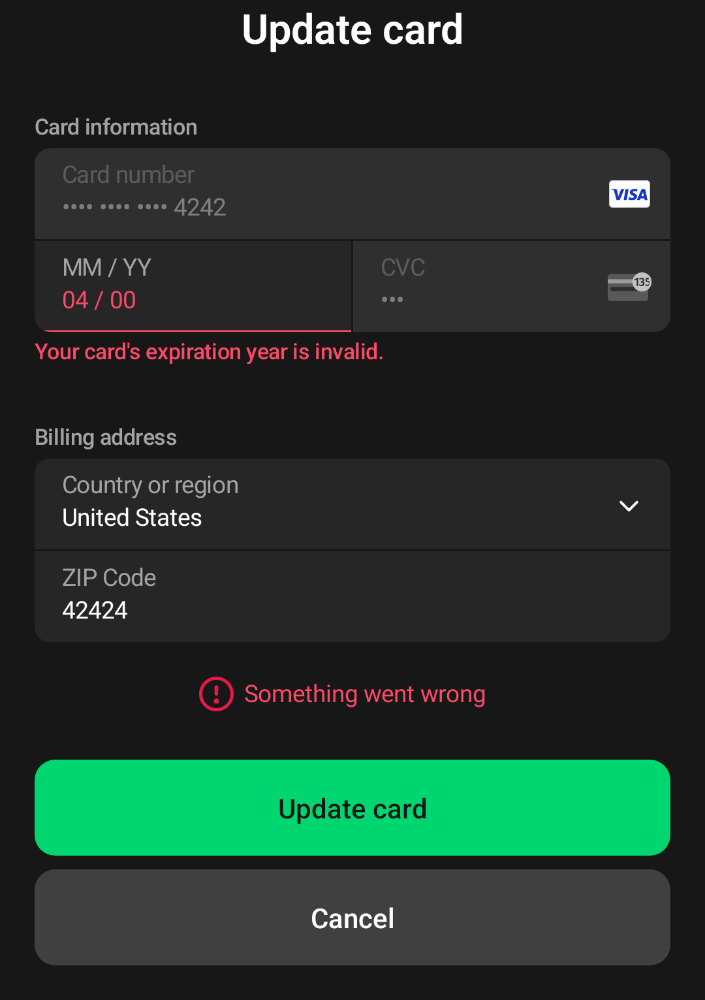 Update card
Card information
Card number
•••• •••• •••• 4242
VISA
MM / YY
04 / 00
CVC
•••
135
Your card's expiration year is invalid.
Billing address
Country or region
United States
ZIP Code
42424
Something went wrong
Update card
Cancel